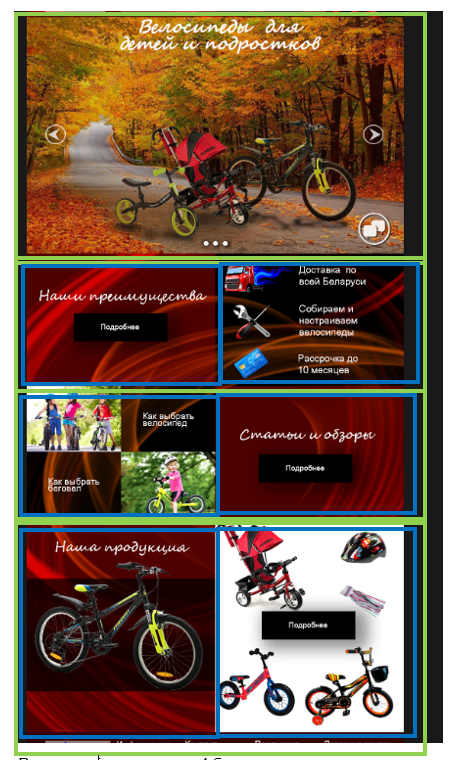 Велосипеды для
детей и подростков
Наши преимущества
Подробнее
Доставка по
всей Беларуси
Собираем и
настраиваем
велосипеды
Рассрочка до
10 месяцев
Как выбрать
велосипед
Как выбрать
беговел
Статьи и обзоры
Подробнее
Наша продукция
Подробнее